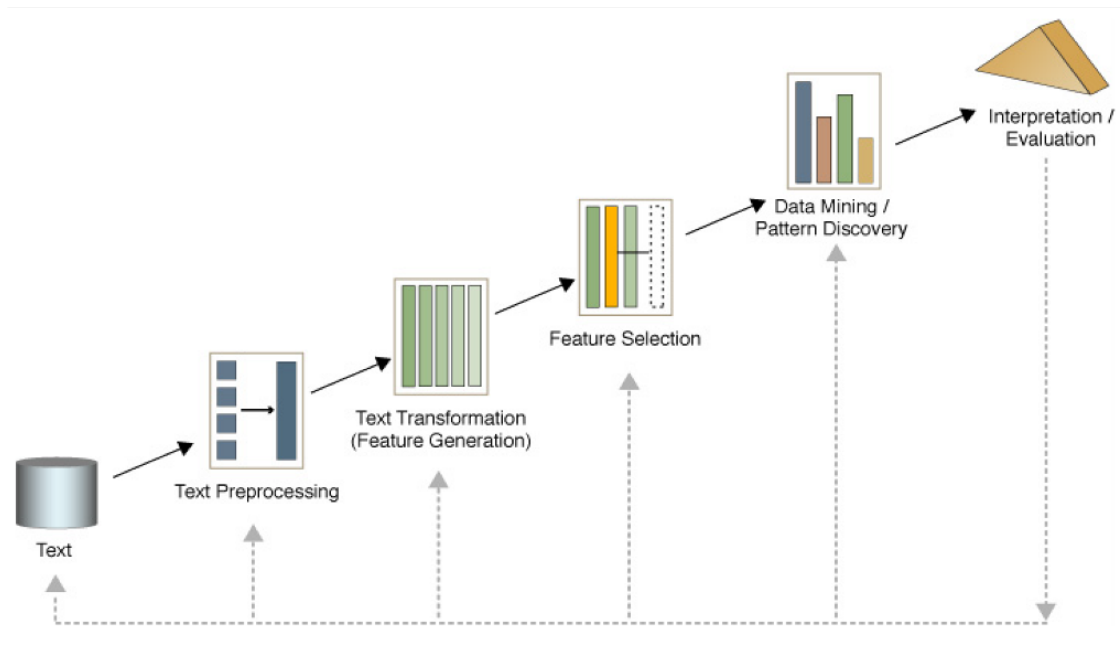 Text
Text Preprocessing
Text Transformation
(Feature Generation)
Feature Selection
Data Mining /
Pattern Discovery
Interpretation /
Evaluation